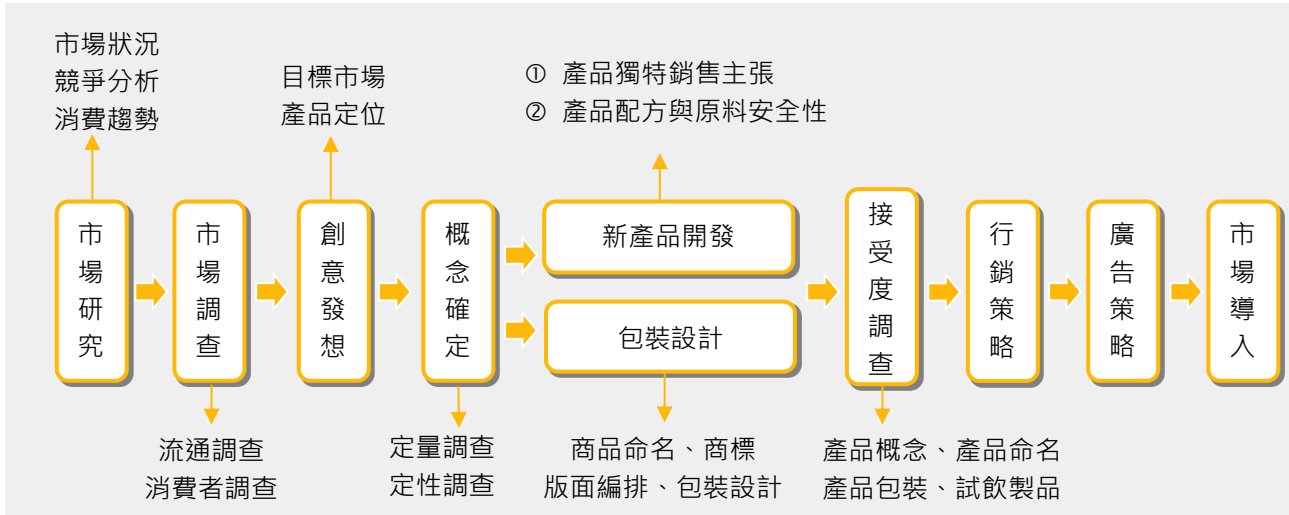 市場狀況
競爭分析
消費趨勢
目標市場
產品定位
① 產品獨特銷售主張
② 產品配方與原料安全性
市場研究
市場調查
創意發想
概念確定
新產品開發
包裝設計
接受度調查
行銷策略
廣告策略
市場導入
流通調查
消費者調查
定量調查
定性調查
商品命名、商標
版面編排、包裝設計
產品概念、產品命名
產品包裝、試飲製品